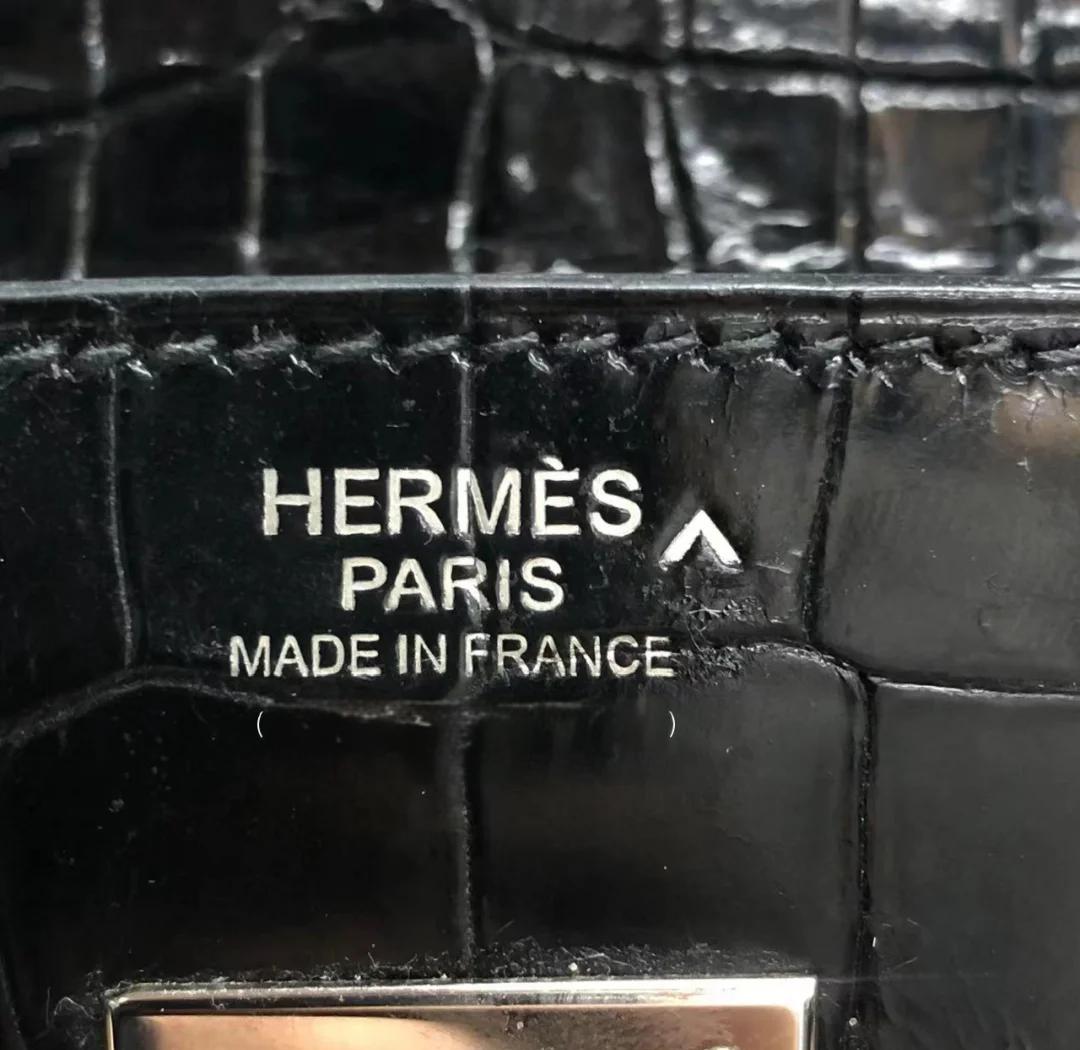 HERMÈS ^
PARIS
MADE IN FRANCE
( )